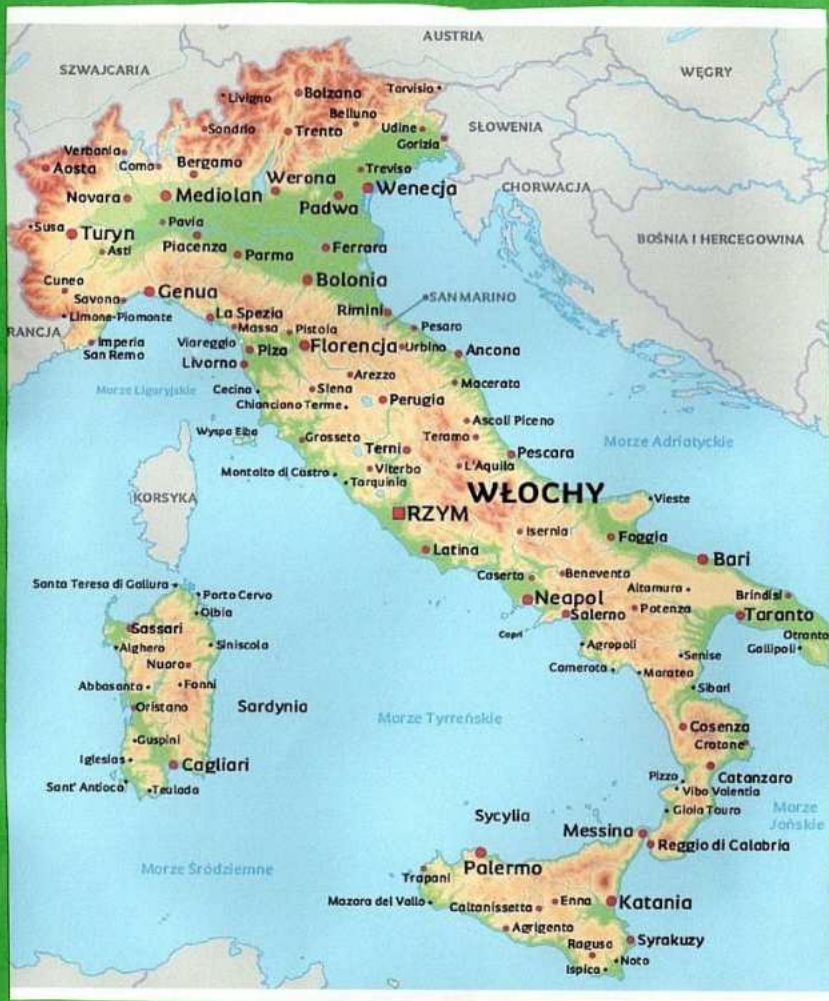 AUSTRIA
SZWAJCARIA
WĘGRY
Livigno
Bolzano
Tarvisio
Belluno
Sondrio
Trento
Udine
SŁOWENIA
Gorizia
Verbania
Como
Bergamo
Aosta
Treviso
Werona
Wenecja
CHORWACJA
Novara
Mediolan
Padwa
Susa
Turyn
Pavia
Asti
Piacenza
Parma
Ferrara
BOŚNIA I HERCEGOWINA
Cuneo
Genua
Bolonia
Savona
SAN MARINO
Limone-Piomonte
La Spezia
Rimini
RANCJA
Massa
Pistola
Pesaro
Imperia
San Remo
Viareggio
Piza
Florencja
Urbino
Ancona
Livorno
Arezzo
Morze Liguryjskie
Cecina
Siena
Macerata
Chianciano Terme
Perugia
Ascoli Piceno
Wyspa Elba
Grosseto
Teramo
Morze Adriatyckie
Terni
Pescara
Montalto di Castro
Viterbo
L'Aquila
Tarquinia
WŁOCHY
KORSYKA
Vieste
RZYM
Isernia
Foggia
Latina
Bari
Caserta
Benevento
Santa Teresa di Gallura
Altamura
Brindisi
Porto Cervo
Neapol
Olbia
Salerno
Potenza
Taranto
Sassari
Capri
Otranto
Alghero
Siniscola
Agropoli
Senise
Gallipoli
Nuoro
Camerota
Maratea
Abbasanta
Fonni
Sibari
Oristano
Sardynia
Morze Tyrreńskie
Cosenza
Guspini
Crotone
Iglesias
Cagliari
Pizzo
Catanzaro
Sant' Antioco
Teulada
Vibo Valentia
Gioia Tauro
Morze
Jońskie
Sycylia
Messina
Reggio di Calabria
Morze Śródziemne
Palermo
Trapani
Mazara del Vallo
Caltanissetta
Enna
Katania
Agrigento
Syrakuzy
Ragusa
Noto
Ispica